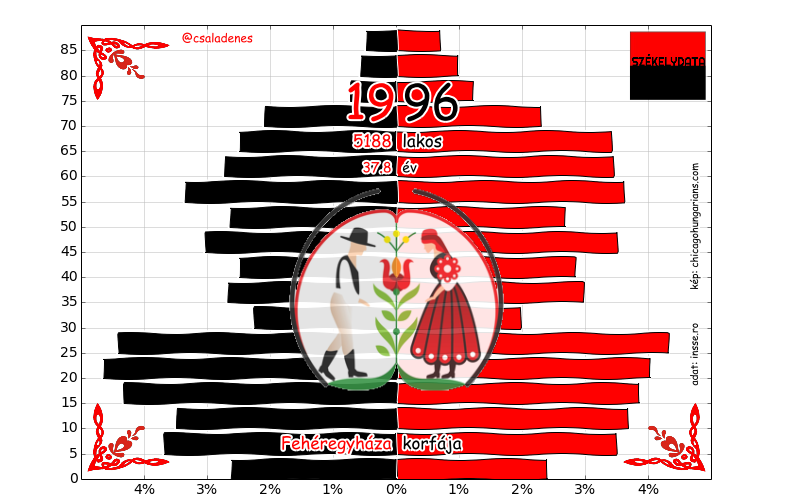 @csaladenes
SZÉKELYDATA
1996
5188 lakos
37.8 év
kép: chicagohungarians.com
adat: insse.ro
Fehéregyháza korfája
85
80
75
70
65
60
55
50
45
40
35
30
25
20
15
10
5
0
4% 3% 2% 1% 0% 1% 2% 3% 4%